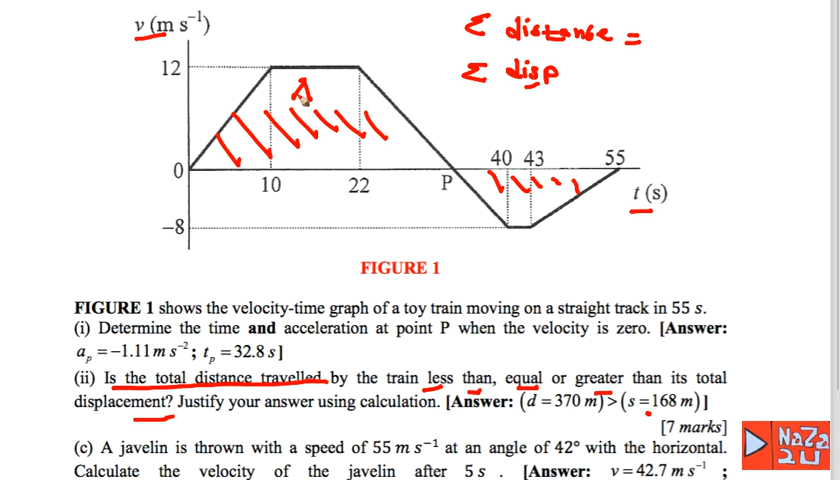 v (m s⁻¹)
Σ distance =
Σ disp
12
A
0
10
22
P
40 43
55
t (s)
−8
FIGURE 1
FIGURE 1 shows the velocity-time graph of a toy train moving on a straight track in 55 s.
(i) Determine the time and acceleration at point P when the velocity is zero. [Answer:
aₚ = −1.11 m s⁻²; tₚ = 32.8 s]
(ii) Is the total distance travelled by the train less than, equal or greater than its total
displacement? Justify your answer using calculation. [Answer: (d = 370 m) > (s = 168 m)]
[7 marks]
(c) A javelin is thrown with a speed of 55 m s⁻¹ at an angle of 42° with the horizontal.
Calculate the velocity of the javelin after 5 s . [Answer: v = 42.7 m s⁻¹ ;
NaZa
2U